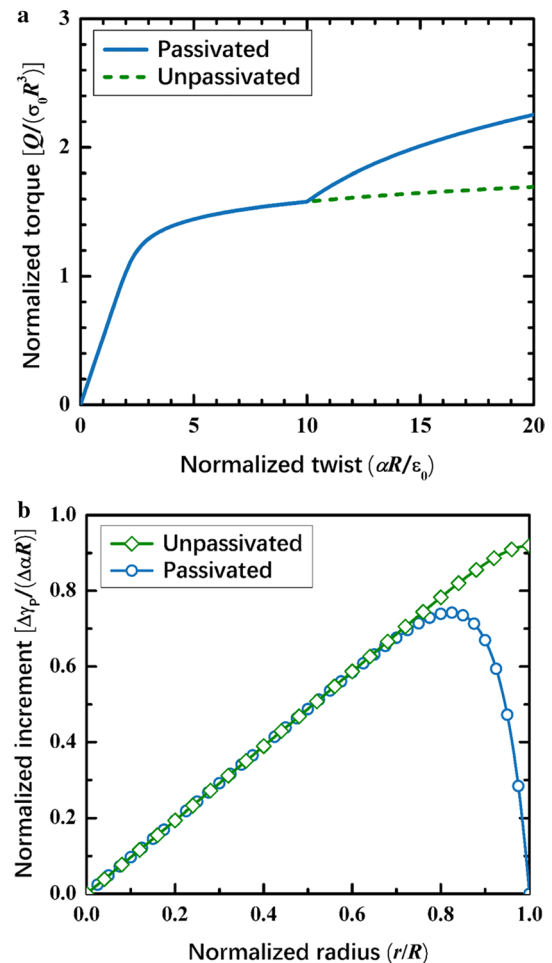 a
3
2
1
0
Normalized torque [Q/(σ₀R³)]
Passivated
Unpassivated
0 5 10 15 20
Normalized twist (αR/ε₀)
b
1.0
0.8
0.6
0.4
0.2
0.0
Normalized increment [Δγₚ/(ΔαR)]
Unpassivated
Passivated
0.0 0.2 0.4 0.6 0.8 1.0
Normalized radius (r/R)